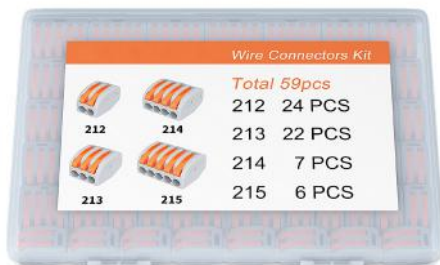 Wire Connectors Kit
Total 59pcs
212 24 PCS
213 22 PCS
214 7 PCS
215 6 PCS
212 214
213 215